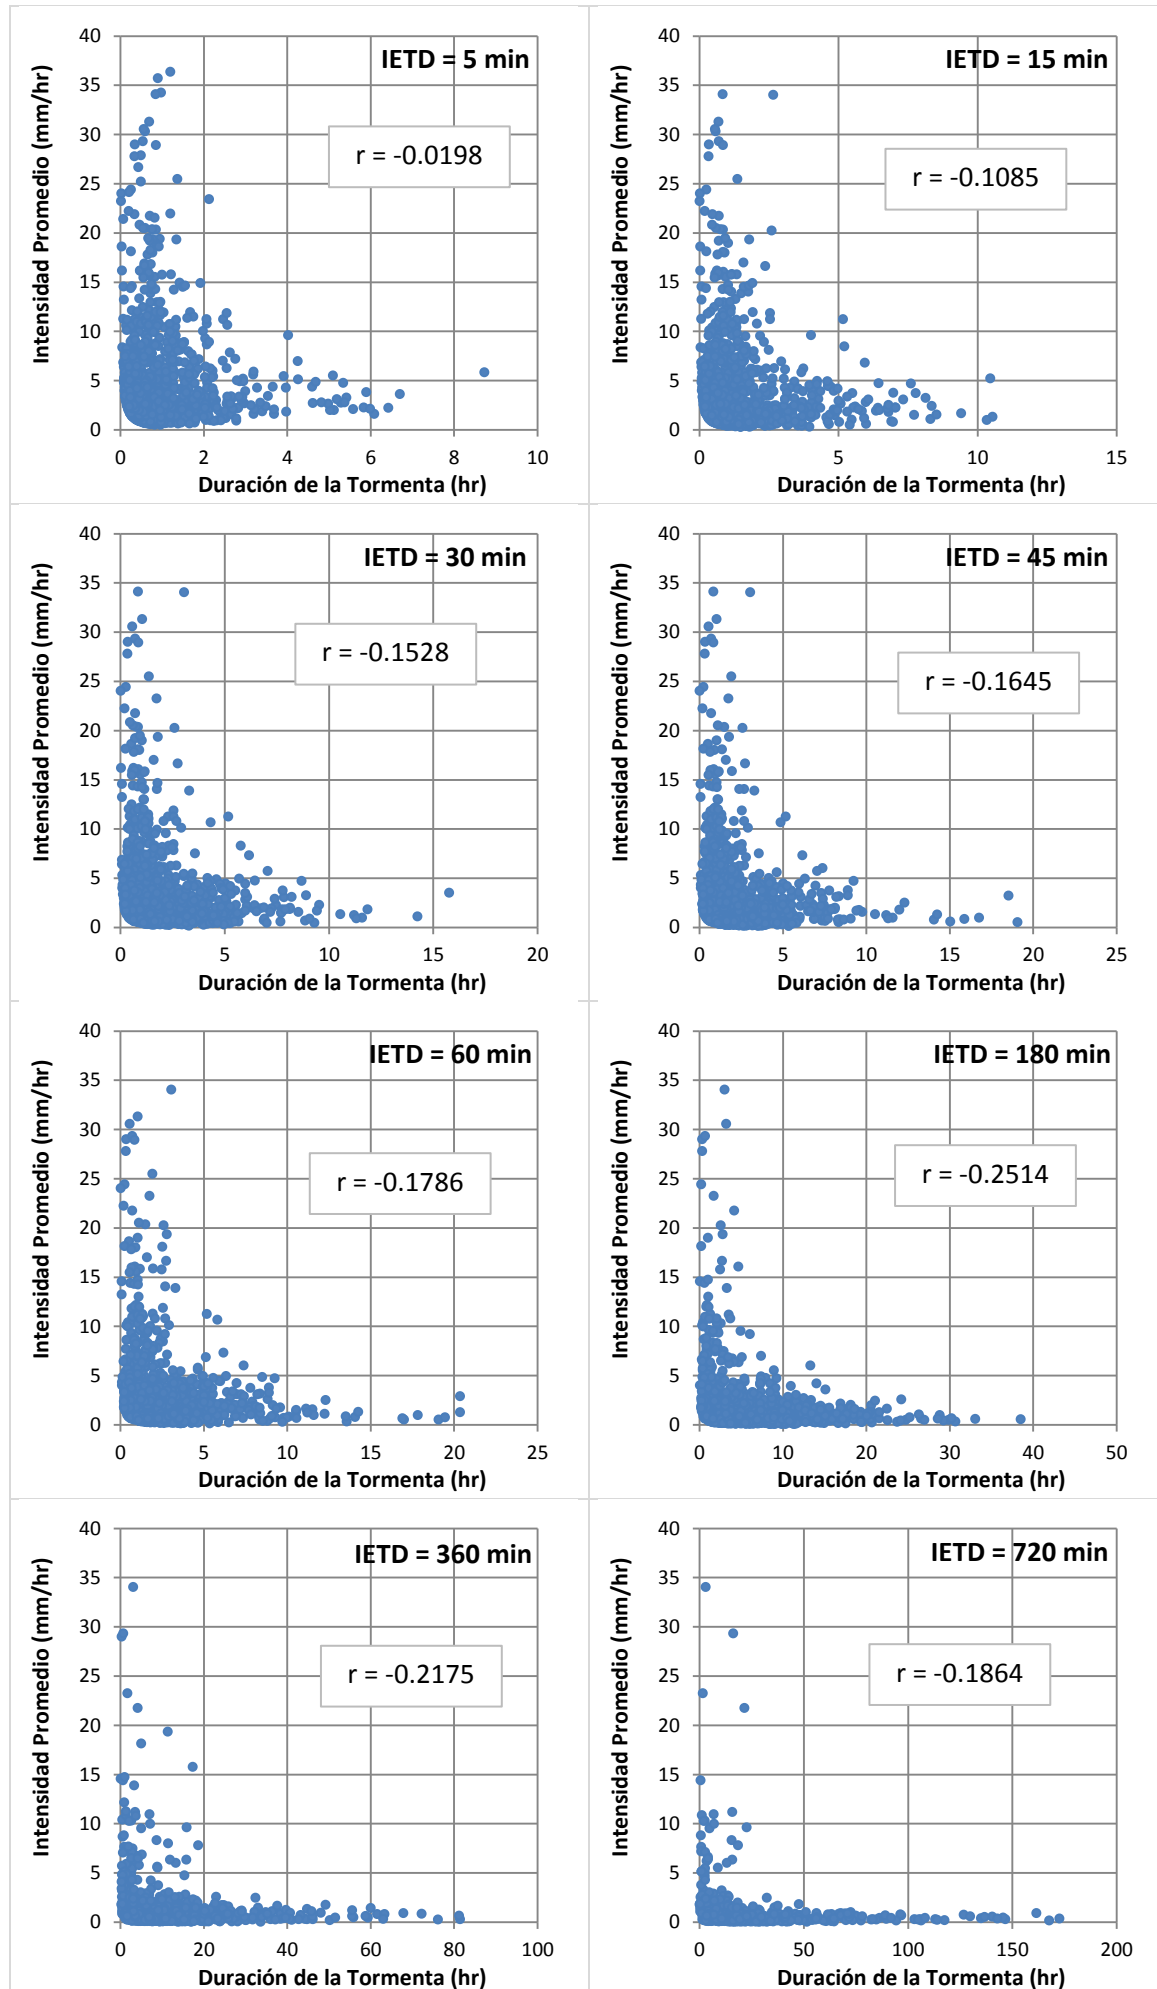 IETD = 5 min
r = -0.0198
Intensidad Promedio (mm/hr)
40
35
30
25
20
15
10
5
0
0 2 4 6 8 10
Duración de la Tormenta (hr)
IETD = 15 min
r = -0.1085
Intensidad Promedio (mm/hr)
40
35
30
25
20
15
10
5
0
0 5 10 15
Duración de la Tormenta (hr)
IETD = 30 min
r = -0.1528
Intensidad Promedio (mm/hr)
40
35
30
25
20
15
10
5
0
0 5 10 15 20
Duración de la Tormenta (hr)
IETD = 45 min
r = -0.1645
Intensidad Promedio (mm/hr)
40
35
30
25
20
15
10
5
0
0 5 10 15 20 25
Duración de la Tormenta (hr)
IETD = 60 min
r = -0.1786
Intensidad Promedio (mm/hr)
40
35
30
25
20
15
10
5
0
0 5 10 15 20 25
Duración de la Tormenta (hr)
IETD = 180 min
r = -0.2514
Intensidad Promedio (mm/hr)
40
35
30
25
20
15
10
5
0
0 10 20 30 40 50
Duración de la Tormenta (hr)
IETD = 360 min
r = -0.2175
Intensidad Promedio (mm/hr)
40
35
30
25
20
15
10
5
0
0 20 40 60 80 100
Duración de la Tormenta (hr)
IETD = 720 min
r = -0.1864
Intensidad Promedio (mm/hr)
40
35
30
25
20
15
10
5
0
0 50 100 150 200
Duración de la Tormenta (hr)